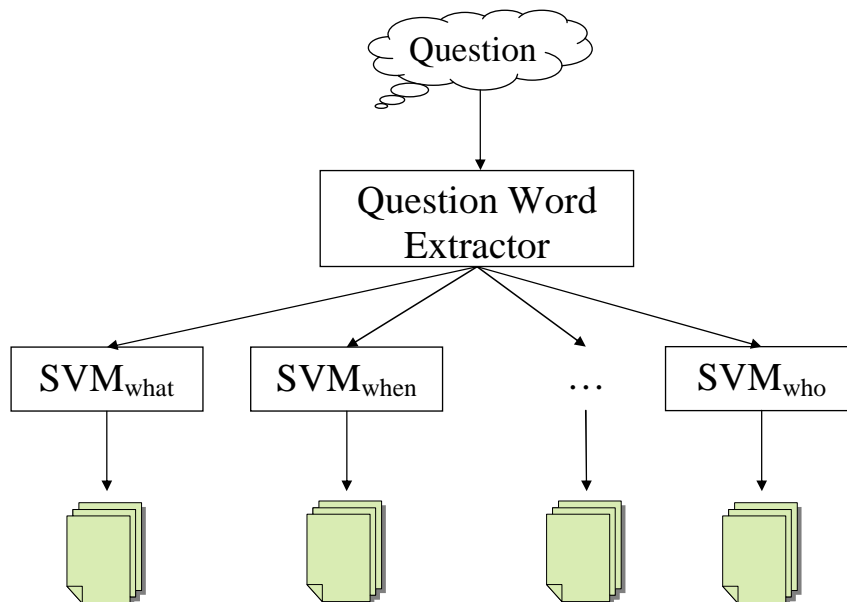 Question
Question Word
Extractor
SVMwhat
SVMwhen
…
SVMwho